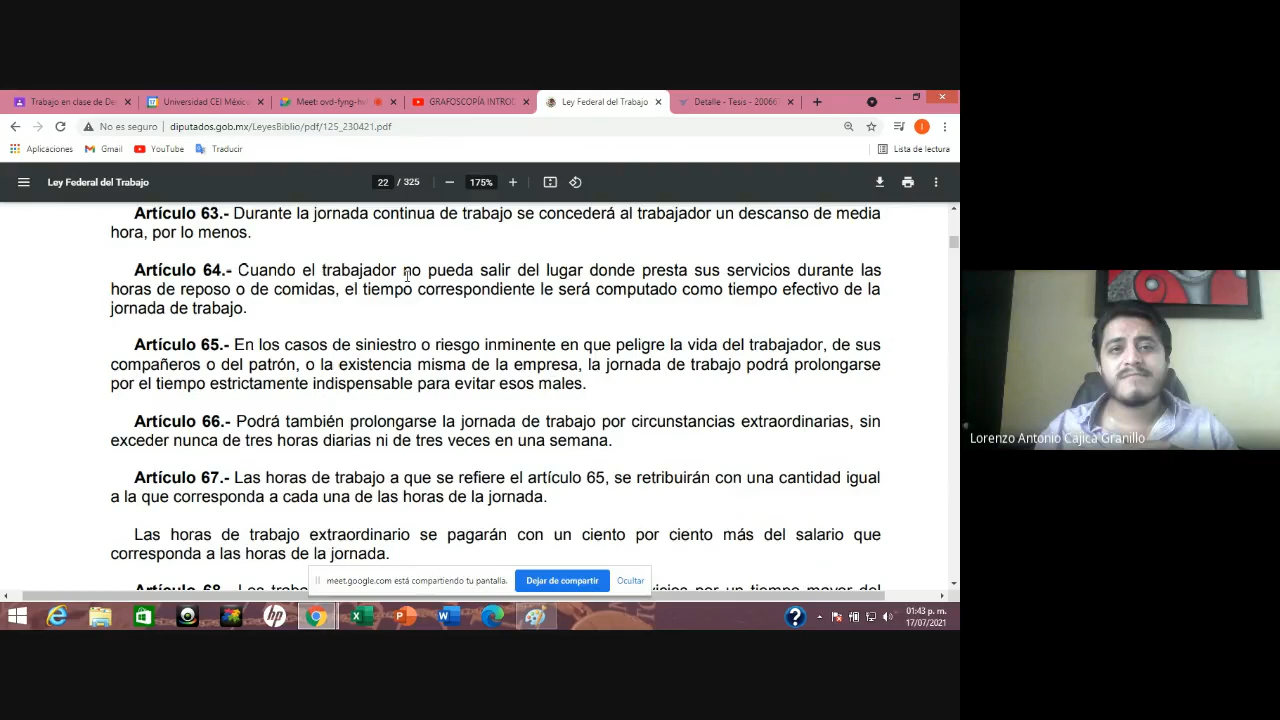 Trabajo en clase de De
Universidad CEI México
Meet: ovd-fyng-h
GRAFOSCOPÍA INTROD
Ley Federal del Trabajo
Detalle - Tesis - 20066
No es seguro
deputados.gob.mx/LeyesBiblio/pdf/125_230421.pdf
Aplicaciones
Gmail
YouTube
Traducir
Lista de lectura
Ley Federal del Trabajo
22 / 325
175%
Artículo 63.- Durante la jornada continua de trabajo se concederá al trabajador un descanso de media
hora, por lo menos.
Artículo 64.- Cuando el trabajador no pueda salir del lugar donde presta sus servicios durante las
horas de reposo o de comidas, el tiempo correspondiente le será computado como tiempo efectivo de la
jornada de trabajo.
Artículo 65.- En los casos de siniestro o riesgo inminente en que peligre la vida del trabajador, de sus
compañeros o del patrón, o la existencia misma de la empresa, la jornada de trabajo podrá prolongarse
por el tiempo estrictamente indispensable para evitar esos males.
Artículo 66.- Podrá también prolongarse la jornada de trabajo por circunstancias extraordinarias, sin
exceder nunca de tres horas diarias ni de tres veces en una semana.
Artículo 67.- Las horas de trabajo a que se refiere el artículo 65, se retribuirán con una cantidad igual
a la que corresponda a cada una de las horas de la jornada.
Las horas de trabajo extraordinario se pagarán con un ciento por ciento más del salario que
corresponda a las horas de la jornada.
meet.google.com está compartiendo tu pantalla.
Dejar de compartir
Ocultar
01:43 p. m.
17/07/2021
Lorenzo Antonio Cajica Granillo